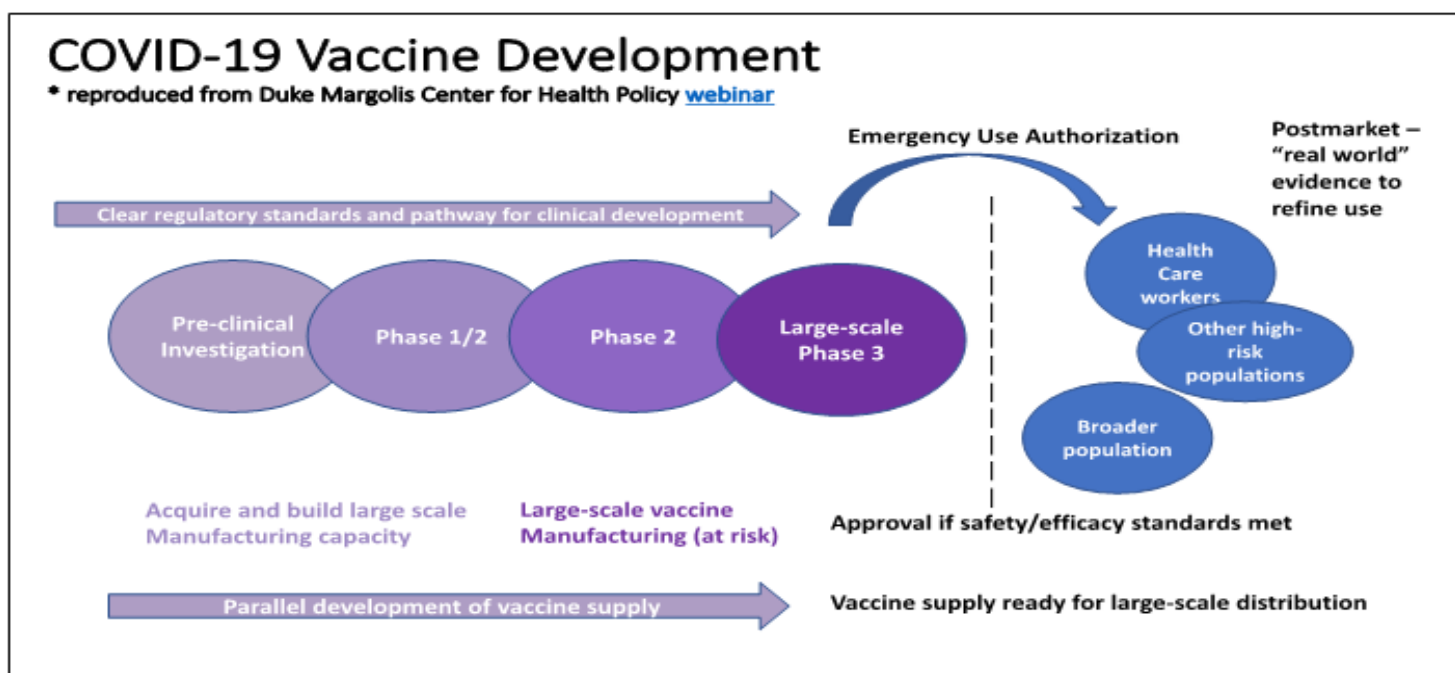 COVID-19 Vaccine Development
* reproduced from Duke Margolis Center for Health Policy webinar
Emergency Use Authorization
Postmarket –
“real world”
evidence to
refine use
Clear regulatory standards and pathway for clinical development
Health
Care
workers
Pre-clinical
Investigation
Phase 1/2
Phase 2
Large-scale
Phase 3
Other high-
risk
populations
Broader
population
Acquire and build large scale
Manufacturing capacity
Large-scale vaccine
Manufacturing (at risk)
Approval if safety/efficacy standards met
Parallel development of vaccine supply
Vaccine supply ready for large-scale distribution